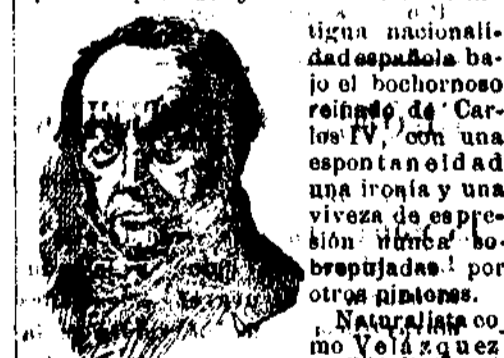 tigua nacionali-
dad española ba-
jo el bochornoso
reinado de Car-
los IV, con una
espontaneidad
una ironía y una
viveza de espre-
sión nunca so-
brepujadas por
otros pintores.
Naturalista co
mo Velázquez